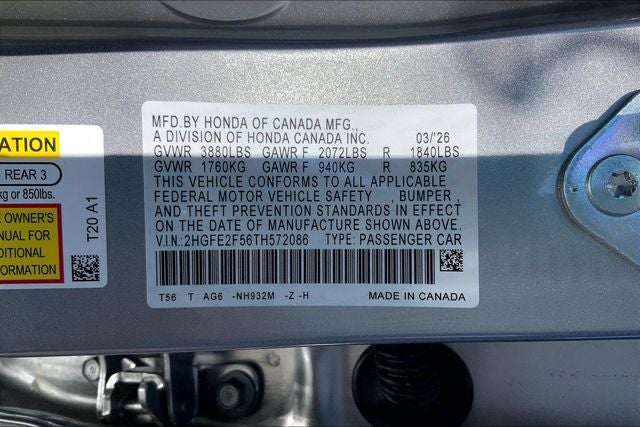 ATION
REAR 3
kg or 850lbs.
E OWNER'S
ANUAL FOR
DDITIONAL
FORMATION
T20 A1
MFD.BY HONDA OF CANADA MFG.,
A DIVISION OF HONDA CANADA INC. 03/'26
GVWR 3880LBS GAWR F 2072LBS R 1840LBS
GVWR 1760KG GAWR F 940KG R 835KG
THIS VEHICLE CONFORMS TO ALL APPLICABLE
FEDERAL MOTOR VEHICLE SAFETY , BUMPER ,
AND THEFT PREVENTION STANDARDS IN EFFECT
ON THE DATE OF MANUFACTURE SHOWN ABOVE.
V.I.N:2HGFE2F56TH572086 TYPE: PASSENGER CAR
T56 T AG6 -NH932M -Z -H MADE IN CANADA